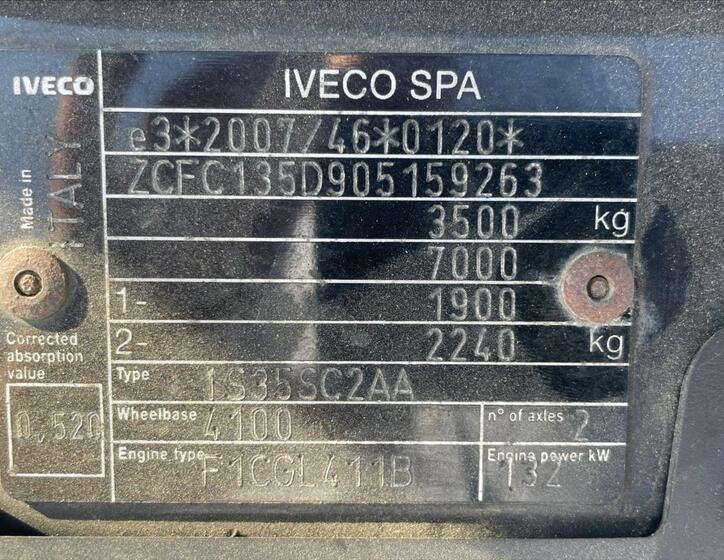 IVECO
IVECO SPA
e3*2007/46*0120*
ZCFC135D905159263
3500 kg
7000
1- 1900
2- 2240 kg
Made in ITALY
Corrected
absorption
value
0,520
Type 1S35SC2AA
Wheelbase 4100
n° of axles 2
Engine type F1CGL411B
Engine power kW 132